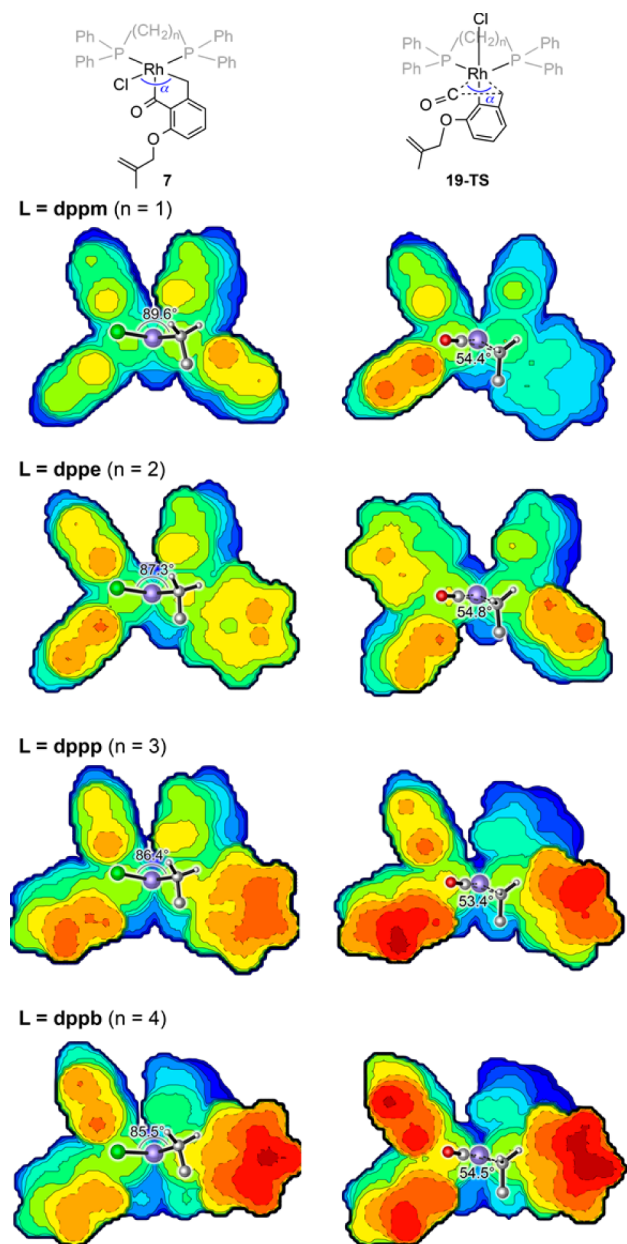 (CH₂)ₙ Cl (CH₂)ₙ
Ph Ph Ph Ph
P P P P
Ph Rh Ph Ph Rh Ph
Cl α C α
O O
O O
7 19-TS
L = dppm (n = 1)
89.6° 54.4°
L = dppe (n = 2)
87.3° 54.8°
L = dppp (n = 3)
86.4° 53.4°
L = dppb (n = 4)
85.5° 54.5°